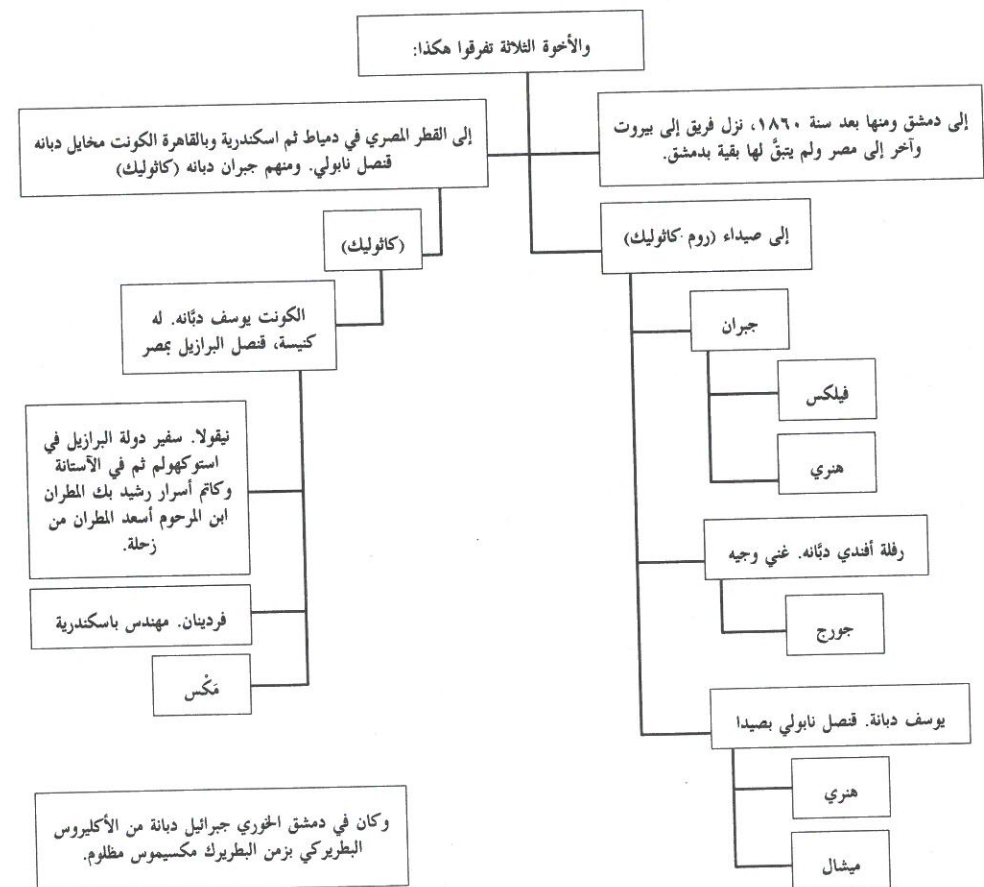 والأخوة الثلاثة تفرقوا هكذا:
إلى دمشق ومنها بعد سنة ١٨٦٠، نزل فريق إلى بيروت
وآخر إلى مصر ولم يتبقَّ لها بقية بدمشق.
إلى القطر المصري في دمياط ثم اسكندرية وبالقاهرة الكونت مخايل دبانه
قنصل نابولي. ومنهم جبران دبانه (كاثوليك)
إلى صيداء (روم كاثوليك)
جبران
فيلكس
هنري
رفلة أفندي دبَّانه. غني وجيه
جورج
يوسف دبانة. قنصل نابولي بصيدا
هنري
ميشال
(كاثوليك)
الكونت يوسف دبَّانه. له
كنيسة، قنصل البرازيل بمصر
نيقولا. سفير دولة البرازيل في
استوكهولم ثم في الآستانة
وكاتم أسرار رشيد بك المطران
ابن المرحوم أسعد المطران من
زحلة.
فردينان. مهندس باسكندرية
مَكْس
وكان في دمشق الخوري جبرائيل دبانة من الأكليروس
البطريركي بزمن البطريرك مكسيموس مظلوم.